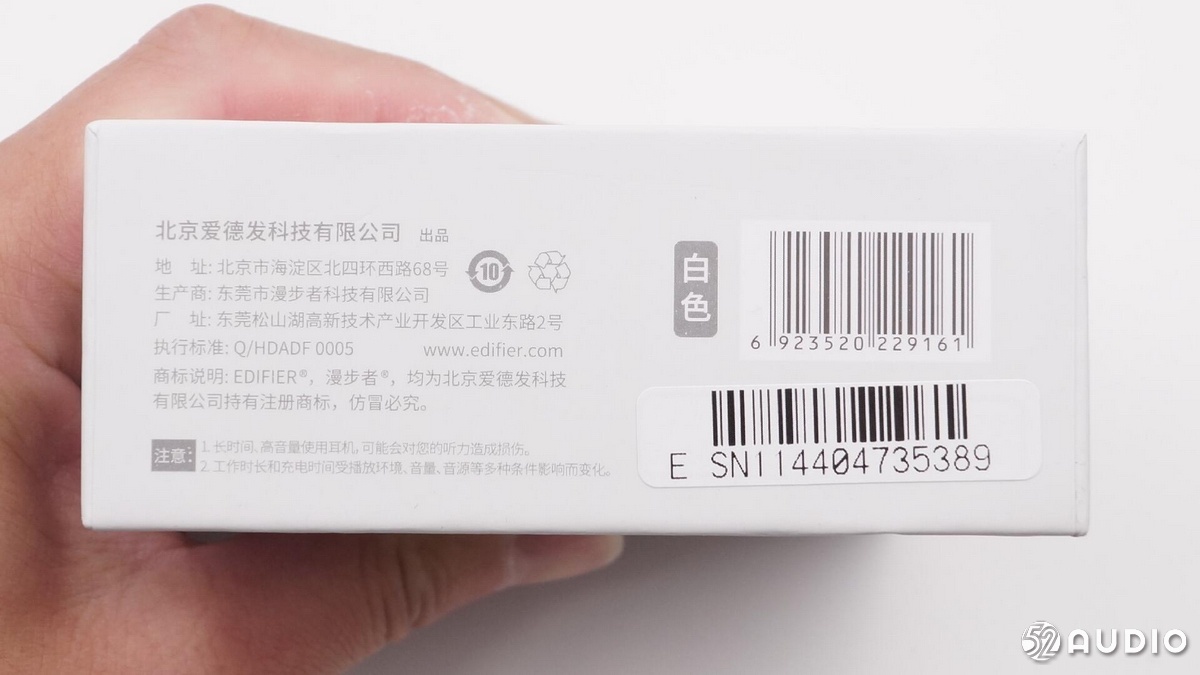 北京爱德发科技有限公司 出品
地 址: 北京市海淀区北四环西路68号
10
生产商: 东莞市漫步者科技有限公司
厂 址: 东莞松山湖高新技术产业开发区工业东路2号
执行标准: Q/HDADF 0005 www.edifier.com
商标说明: EDIFIER®，漫步者®，均为北京爱德发科技
有限公司持有注册商标，仿冒必究。
注意:
1. 长时间、高音量使用耳机, 可能会对您的听力造成损伤。
2. 工作时长和充电时间受播放环境、音量、音源等多种条件影响而变化。
白色
6 923520 229161
E SN114404735389
52 AUDIO